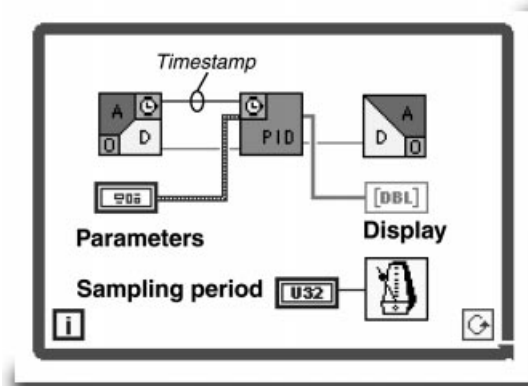 Timestamp
A
D
0
PID
A
D
0
[DBL]
Parameters
Display
Sampling period
U32
i